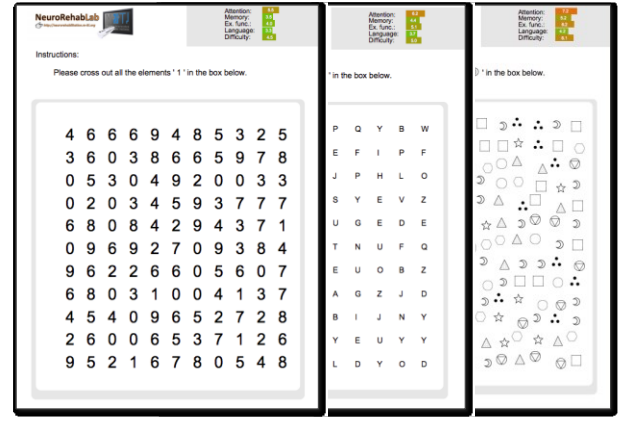 NeuroRehabLab
Attention:
Memory:
Ex. func.:
Language:
Difficulty:
Instructions:
Please cross out all the elements ' 1 ' in the box below.
4 6 6 6 9 4 8 5 3 2 5
3 6 0 3 8 6 6 5 9 7 8
0 5 3 0 4 9 2 0 0 3 3
0 2 0 3 4 5 9 3 7 7 7
6 8 0 8 4 2 9 4 3 7 1
0 9 6 9 2 7 0 9 3 8 4
9 6 2 2 6 6 0 5 6 0 7
6 8 0 3 1 0 0 4 1 3 7
4 5 4 0 9 6 5 2 7 2 8
2 6 0 0 6 5 3 7 1 2 6
9 5 2 1 6 7 8 0 5 4 8
Attention:
Memory:
Ex. func.:
Language:
Difficulty:
' in the box below.
P Q Y B W
E F I P F
J P H L O
S Y E V Z
U G E D E
T N U F Q
E U O B Z
A G Z J D
B I J N Y
Y E U Y Y
L D Y O D
Attention:
Memory:
Ex. func.:
Language:
Difficulty:
' in the box below.